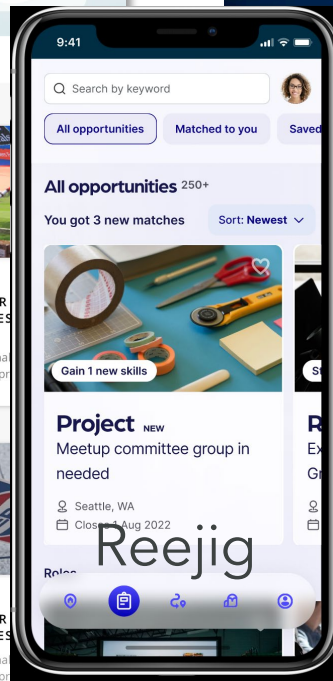 9:41
Search by keyword
All opportunities Matched to you Saved
All opportunities 250+
You got 3 new matches Sort: Newest
Gain 1 new skills
Project NEW
Meetup committee group in
needed
Seattle, WA
Closes 1 Aug 2022
Reejig
Roles